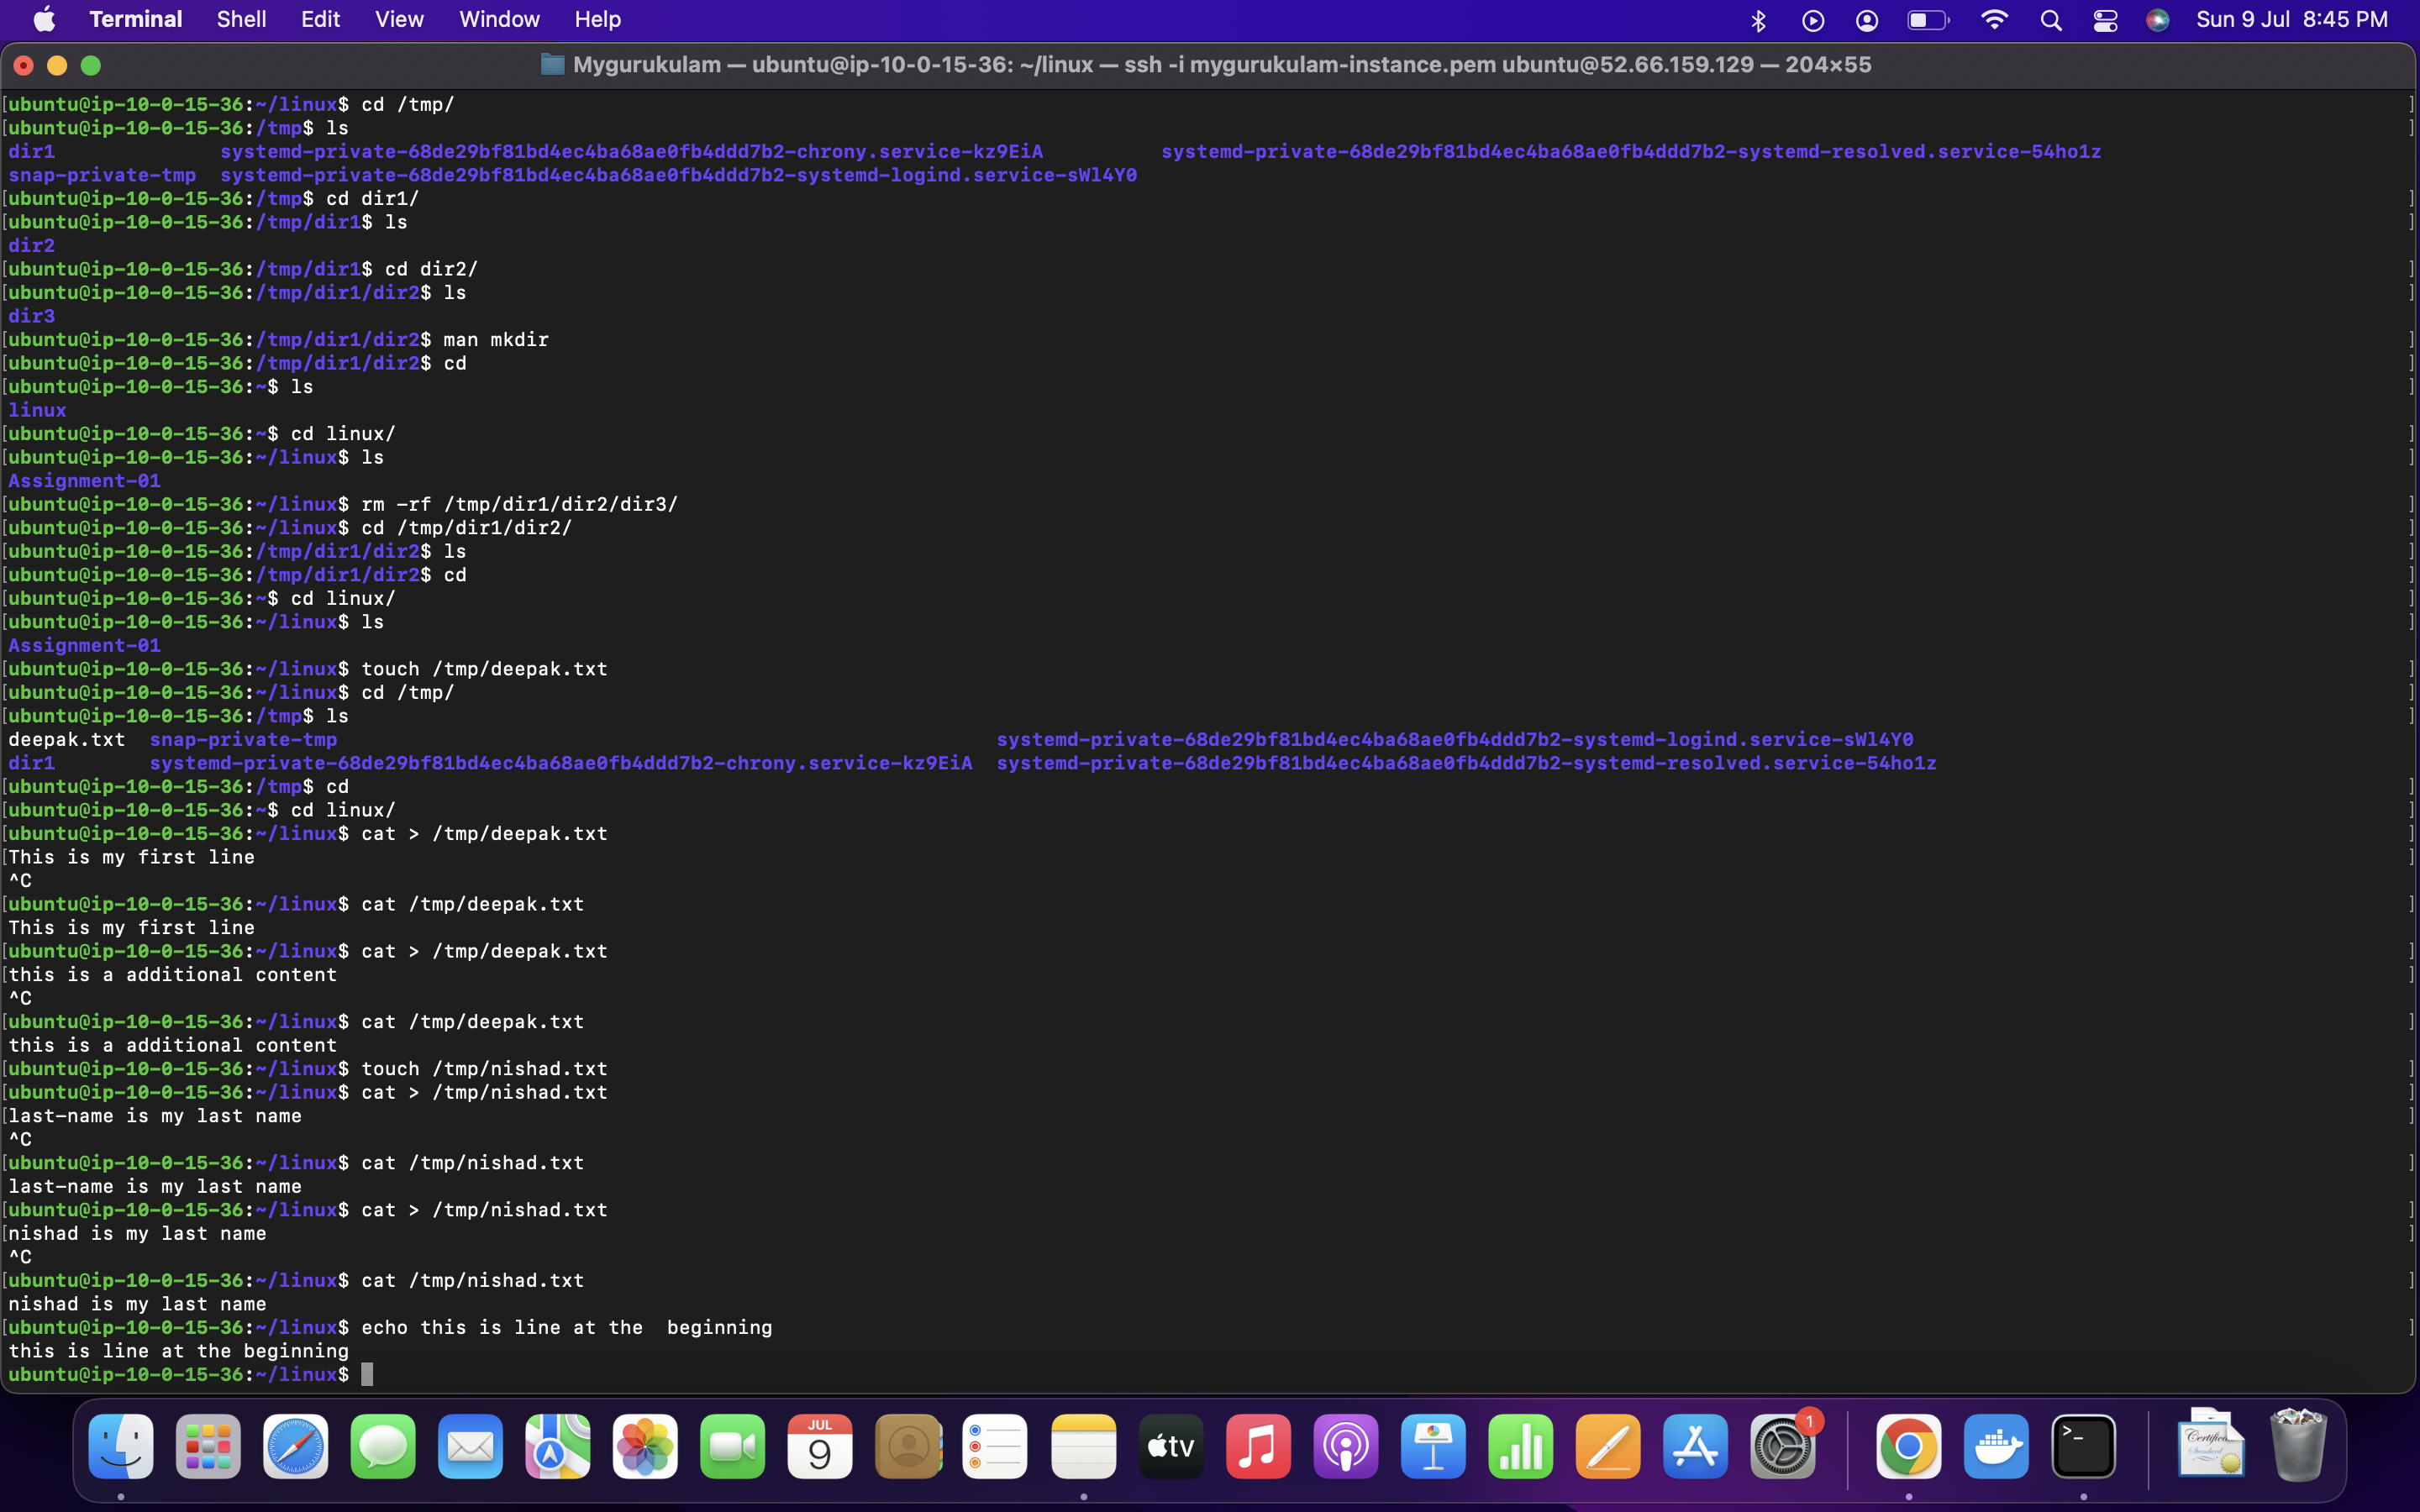 Terminal Shell Edit View Window Help Sun 9 Jul 8:45 PM
Mygurukulam — ubuntu@ip-10-0-15-36: ~/linux — ssh -i mygurukulam-instance.pem ubuntu@52.66.159.129 — 204×55
[ubuntu@ip-10-0-15-36:~/linux$ cd /tmp/ ]
[ubuntu@ip-10-0-15-36:/tmp$ ls ]
dir1 systemd-private-68de29bf81bd4ec4ba68ae0fb4ddd7b2-chrony.service-kz9EiA systemd-private-68de29bf81bd4ec4ba68ae0fb4ddd7b2-systemd-resolved.service-54ho1z
snap-private-tmp systemd-private-68de29bf81bd4ec4ba68ae0fb4ddd7b2-systemd-logind.service-sWl4Y0
[ubuntu@ip-10-0-15-36:/tmp$ cd dir1/ ]
[ubuntu@ip-10-0-15-36:/tmp/dir1$ ls ]
dir2
[ubuntu@ip-10-0-15-36:/tmp/dir1$ cd dir2/ ]
[ubuntu@ip-10-0-15-36:/tmp/dir1/dir2$ ls ]
dir3
[ubuntu@ip-10-0-15-36:/tmp/dir1/dir2$ man mkdir ]
[ubuntu@ip-10-0-15-36:/tmp/dir1/dir2$ cd ]
[ubuntu@ip-10-0-15-36:~$ ls ]
linux
[ubuntu@ip-10-0-15-36:~$ cd linux/ ]
[ubuntu@ip-10-0-15-36:~/linux$ ls ]
Assignment-01
[ubuntu@ip-10-0-15-36:~/linux$ rm -rf /tmp/dir1/dir2/dir3/ ]
[ubuntu@ip-10-0-15-36:~/linux$ cd /tmp/dir1/dir2/ ]
[ubuntu@ip-10-0-15-36:/tmp/dir1/dir2$ ls ]
[ubuntu@ip-10-0-15-36:/tmp/dir1/dir2$ cd ]
[ubuntu@ip-10-0-15-36:~$ cd linux/ ]
[ubuntu@ip-10-0-15-36:~/linux$ ls ]
Assignment-01
[ubuntu@ip-10-0-15-36:~/linux$ touch /tmp/deepak.txt ]
[ubuntu@ip-10-0-15-36:~/linux$ cd /tmp/ ]
[ubuntu@ip-10-0-15-36:/tmp$ ls ]
deepak.txt snap-private-tmp systemd-private-68de29bf81bd4ec4ba68ae0fb4ddd7b2-systemd-logind.service-sWl4Y0
dir1 systemd-private-68de29bf81bd4ec4ba68ae0fb4ddd7b2-chrony.service-kz9EiA systemd-private-68de29bf81bd4ec4ba68ae0fb4ddd7b2-systemd-resolved.service-54ho1z
[ubuntu@ip-10-0-15-36:/tmp$ cd ]
[ubuntu@ip-10-0-15-36:~$ cd linux/ ]
[ubuntu@ip-10-0-15-36:~/linux$ cat > /tmp/deepak.txt ]
[This is my first line ]
^C
[ubuntu@ip-10-0-15-36:~/linux$ cat /tmp/deepak.txt ]
This is my first line
[ubuntu@ip-10-0-15-36:~/linux$ cat > /tmp/deepak.txt ]
[this is a additional content ]
^C
[ubuntu@ip-10-0-15-36:~/linux$ cat /tmp/deepak.txt ]
this is a additional content
[ubuntu@ip-10-0-15-36:~/linux$ touch /tmp/nishad.txt ]
[ubuntu@ip-10-0-15-36:~/linux$ cat > /tmp/nishad.txt ]
[last-name is my last name ]
^C
[ubuntu@ip-10-0-15-36:~/linux$ cat /tmp/nishad.txt ]
last-name is my last name
[ubuntu@ip-10-0-15-36:~/linux$ cat > /tmp/nishad.txt ]
[nishad is my last name ]
^C
[ubuntu@ip-10-0-15-36:~/linux$ cat /tmp/nishad.txt ]
nishad is my last name
[ubuntu@ip-10-0-15-36:~/linux$ echo this is line at the  beginning ]
this is line at the beginning
ubuntu@ip-10-0-15-36:~/linux$
JUL
9
tv
1
>_